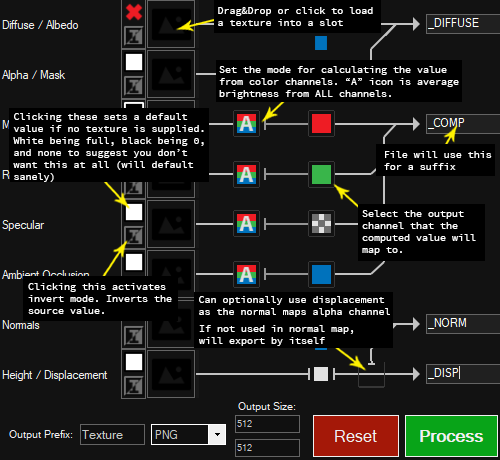 Drag&Drop or click to load
a texture into a slot
Diffuse / Albedo
_DIFFUSE
Alpha / Mask
Set the mode for calculating the value
from color channels. “A” icon is average
brightness from ALL channels.
Clicking these sets a default
value if no texture is supplied.
White being full, black being 0,
and none to suggest you don’t
want this at all (will default
sanely)
M
A
_COMP
File will use this
for a suffix
R
A
Select the output
channel that the
computed value will
map to.
Specular
A
Ambient Occlusion
A
Clicking this activates
invert mode. Inverts the
source value.
Can optionally use displacement
as the normal maps alpha channel
If not used in normal map,
will export by itself
Normals
_NORM
Height / Displacement
_DISP
Output Size:
Output Prefix:
Texture
PNG
512
512
Reset
Process